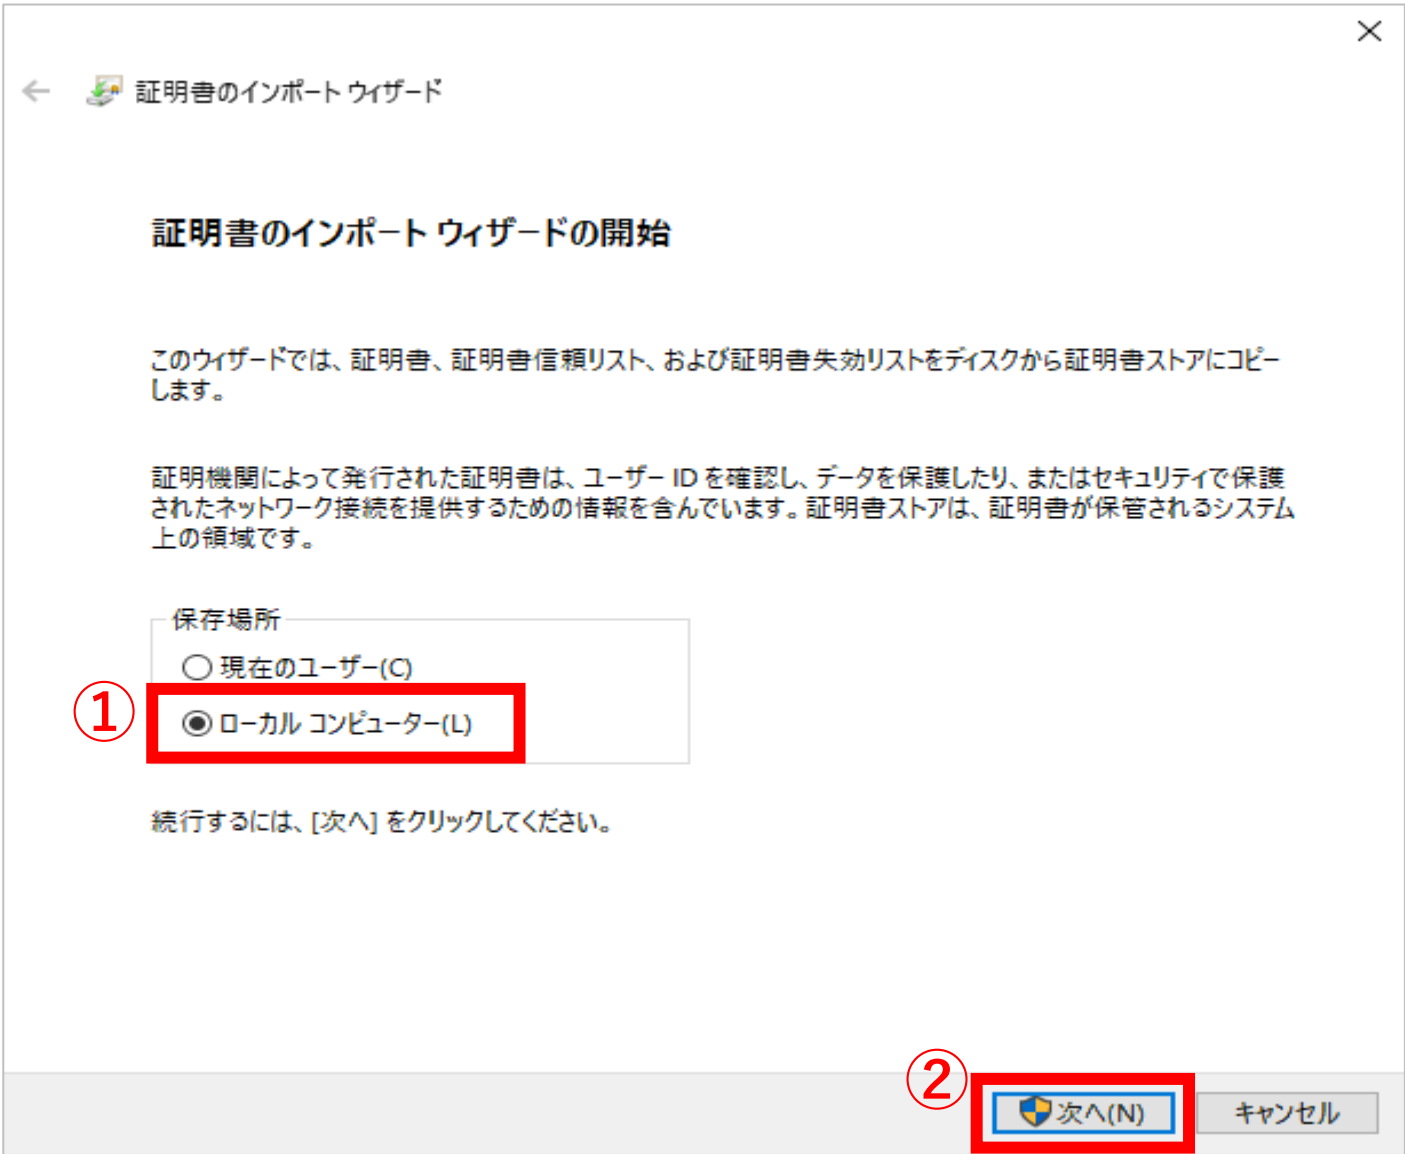 証明書のインポート ウィザード
証明書のインポート ウィザードの開始
このウィザードでは、証明書、証明書信頼リスト、および証明書失効リストをディスクから証明書ストアにコピー
します。
証明機関によって発行された証明書は、ユーザー ID を確認し、データを保護したり、またはセキュリティで保護
されたネットワーク接続を提供するための情報を含んでいます。証明書ストアは、証明書が保管されるシステム
上の領域です。
保存場所
現在のユーザー(C)
①
ローカル コンピューター(L)
続行するには、[次へ] をクリックしてください。
②
次へ(N)
キャンセル